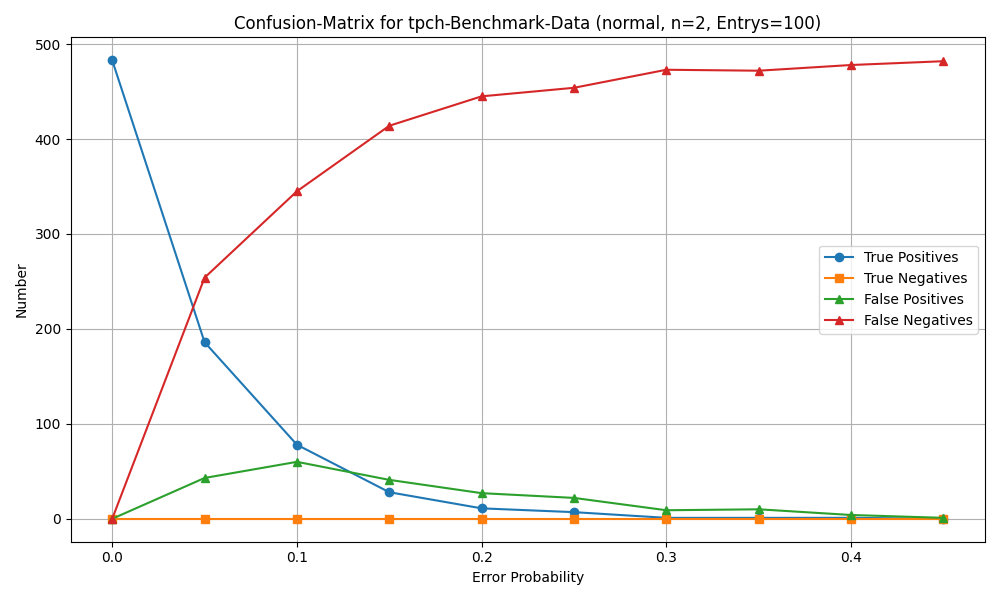 Confusion-Matrix for tpch-Benchmark-Data (normal, n=2, Entrys=100)
500
400
300
200
100
0
Number
True Positives
True Negatives
False Positives
False Negatives
0.0 0.1 0.2 0.3 0.4
Error Probability